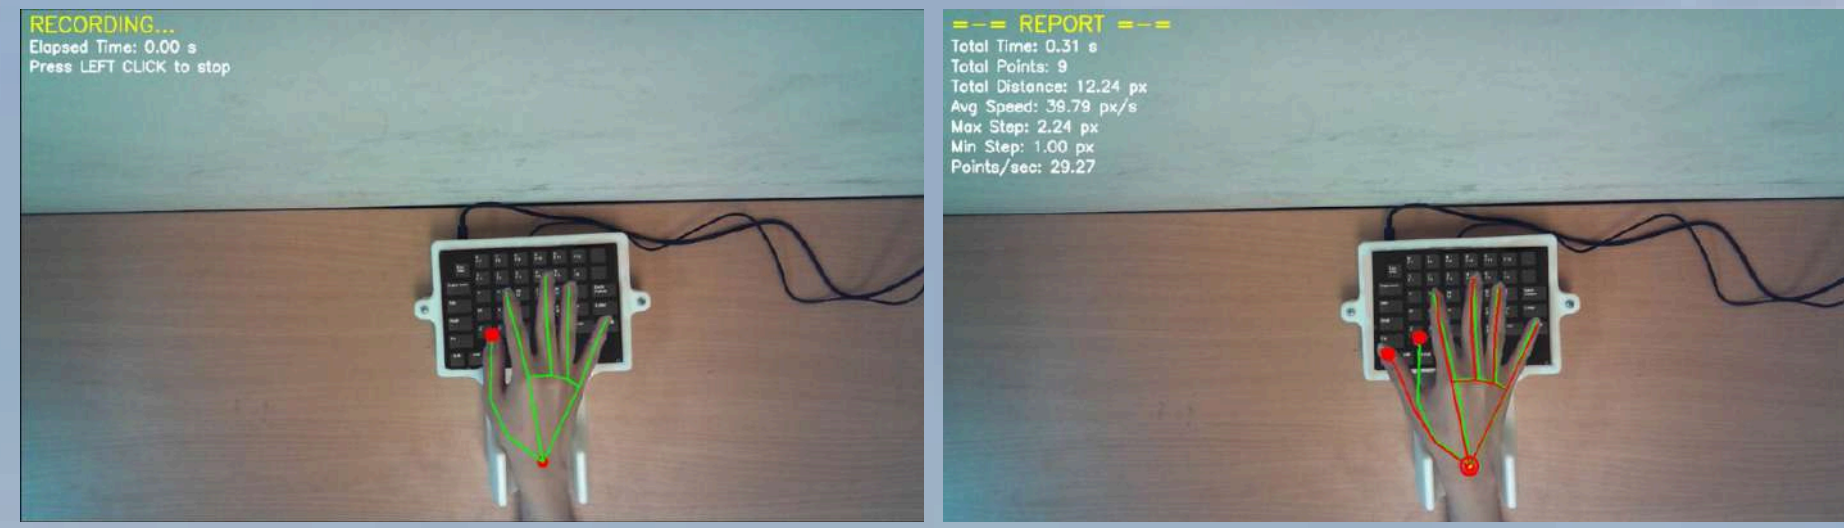 RECORDING...
Elapsed Time: 0.00 s
Press LEFT CLICK to stop
=-= REPORT =-=
Total Time: 0.31 s
Total Points: 9
Total Distance: 12.24 px
Avg Speed: 39.79 px/s
Max Step: 2.24 px
Min Step: 1.00 px
Points/sec: 29.27